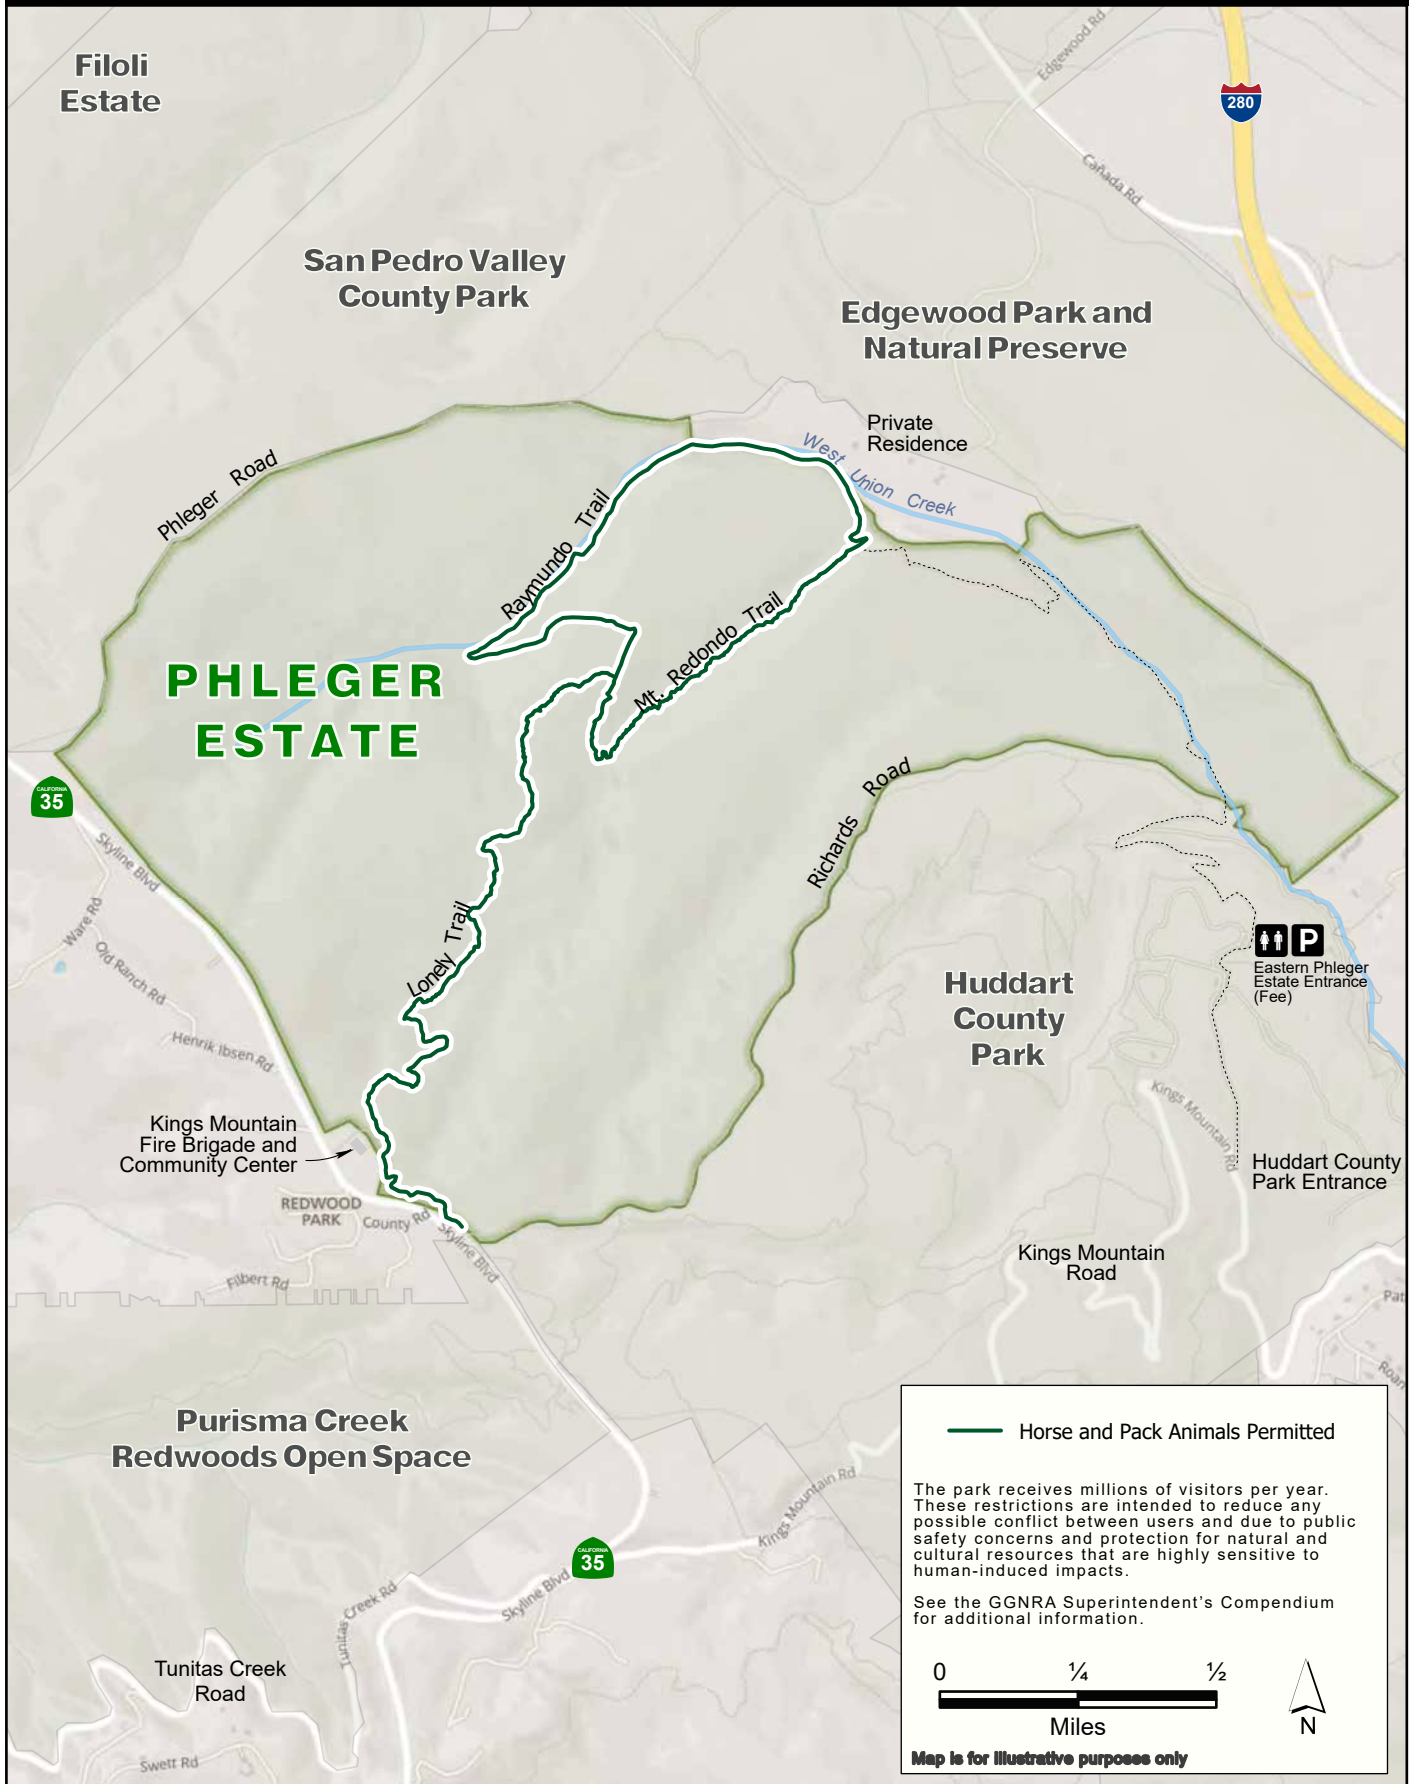 Filoli
Estate
Edgewood Rd
280
Cañada Rd
San Pedro Valley
County Park
Edgewood Park and
Natural Preserve
Private
Residence
West Union Creek
Phleger Road
Raymundo Trail
Mt. Redondo Trail
PHLEGER
ESTATE
CALIFORNIA
35
Skyline Blvd
Richards Road
Ware Rd
Old Ranch Rd
Lonely Trail
Henrik Ibsen Rd
P
Eastern Phleger
Estate Entrance
(Fee)
Huddart
County
Park
Kings Mountain
Fire Brigade and
Community Center
Kings Mountain Rd
Huddart County
Park Entrance
REDWOOD
PARK
County Rd
Skyline Blvd
Filbert Rd
Kings Mountain
Road
Pat
Roan
Purisma Creek
Redwoods Open Space
Kings Mountain Rd
CALIFORNIA
35
Skyline Blvd
Tunitas Creek Rd
Tunitas Creek
Road
Swett Rd
Horse and Pack Animals Permitted
The park receives millions of visitors per year.
These restrictions are intended to reduce any
possible conflict between users and due to public
safety concerns and protection for natural and
cultural resources that are highly sensitive to
human-induced impacts.
See the GGNRA Superintendent's Compendium
for additional information.
0 ¼ ½
Miles
N
Map is for illustrative purposes only